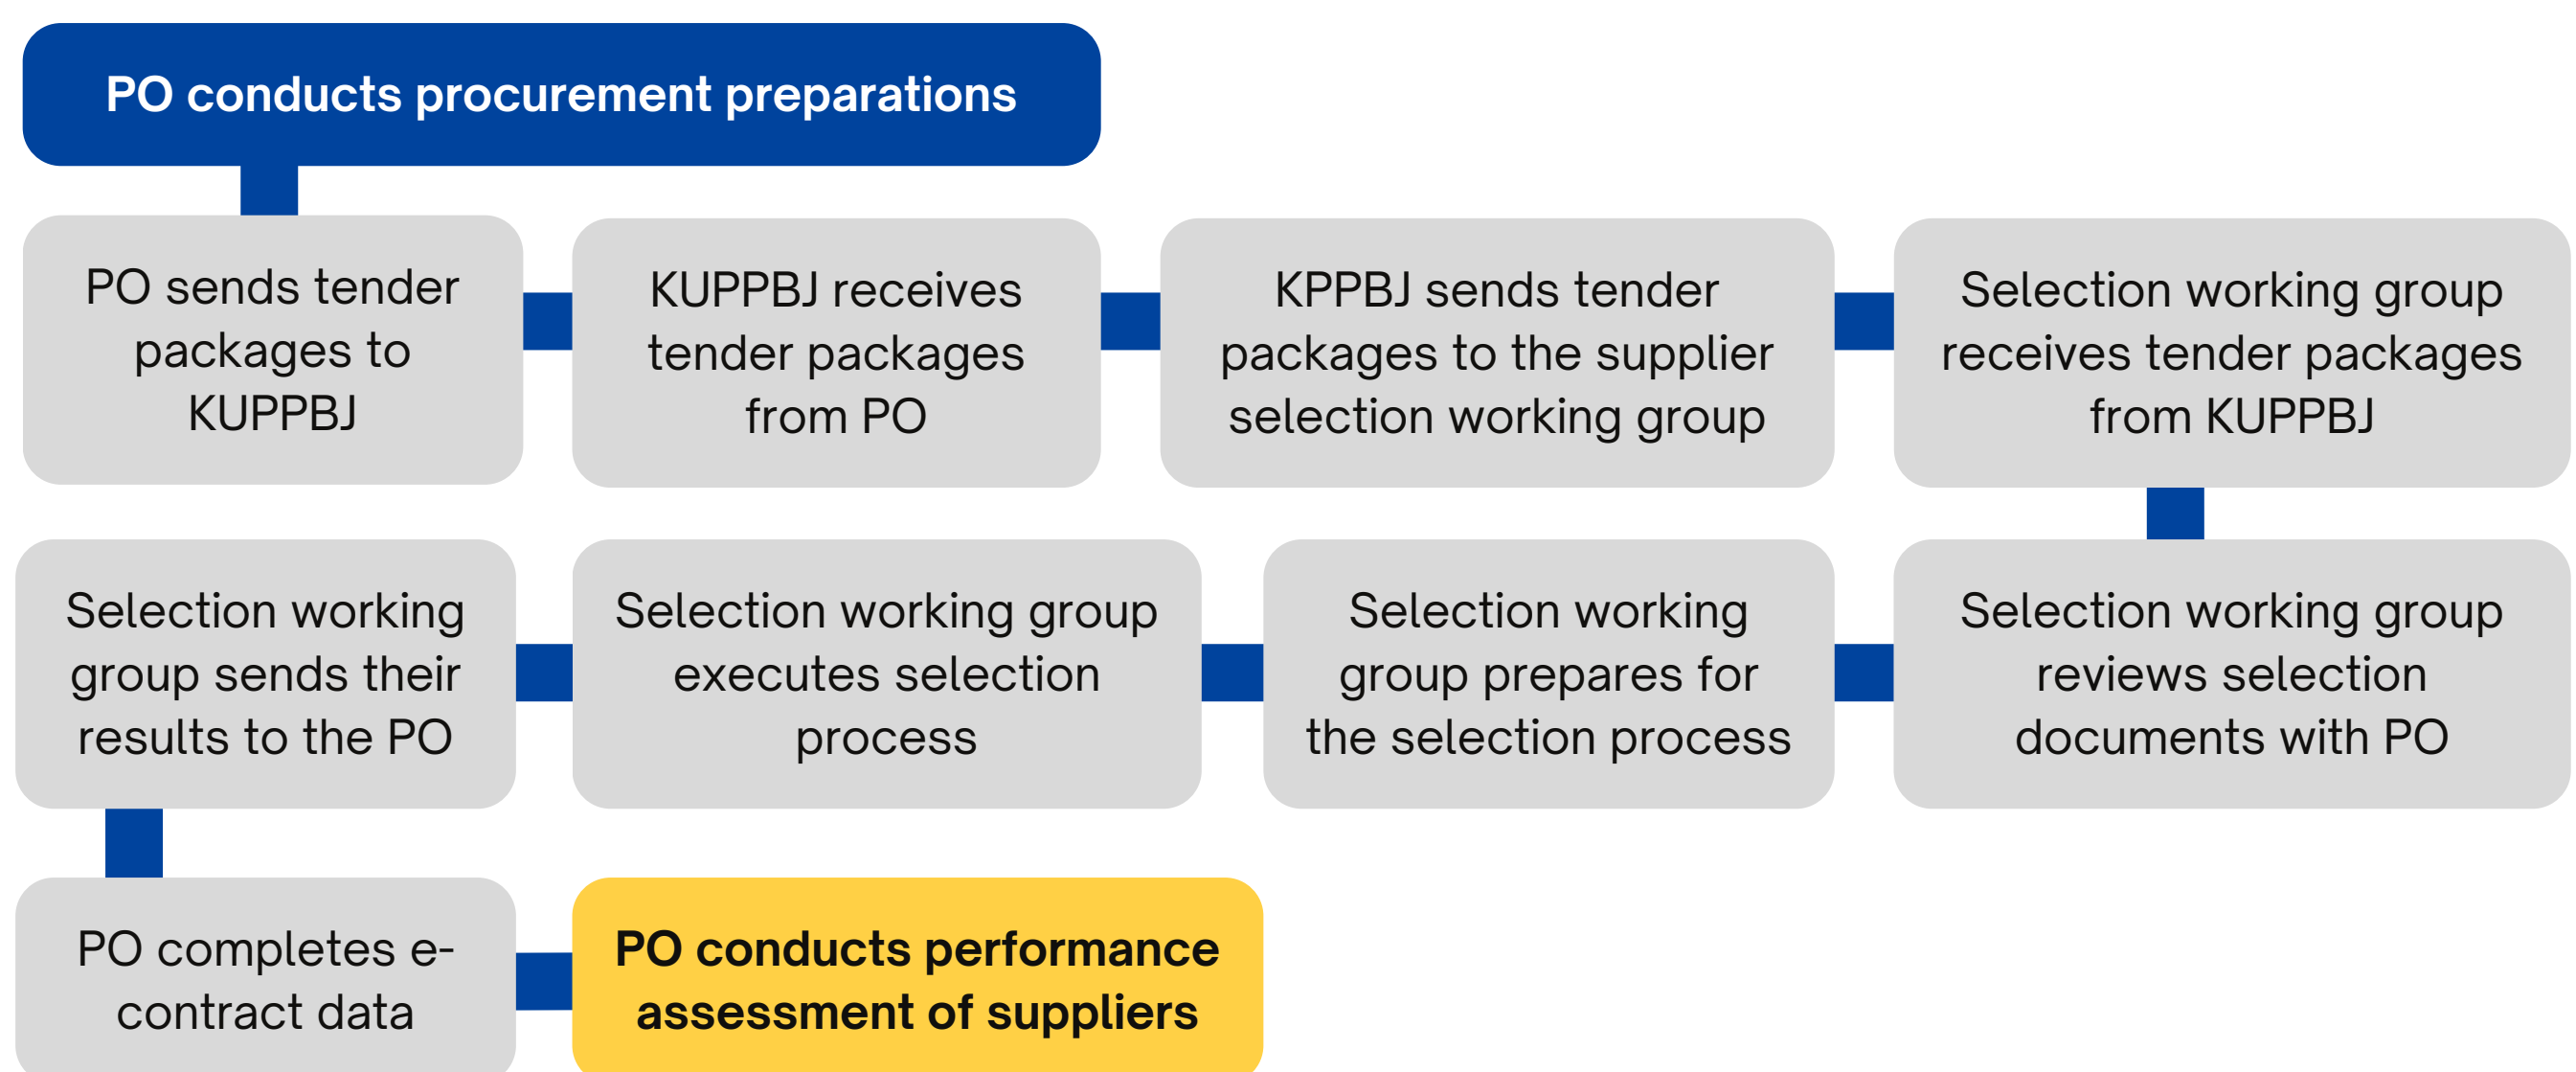 PO conducts procurement preparations
PO sends tender
packages to
KUPPBJ
KUPPBJ receives
tender packages
from PO
KPPBJ sends tender
packages to the supplier
selection working group
Selection working group
receives tender packages
from KUPPBJ
Selection working group
reviews selection
documents with PO
Selection working
group prepares for
the selection process
Selection working group
executes selection
process
Selection working
group sends their
results to the PO
PO completes e-
contract data
PO conducts performance
assessment of suppliers